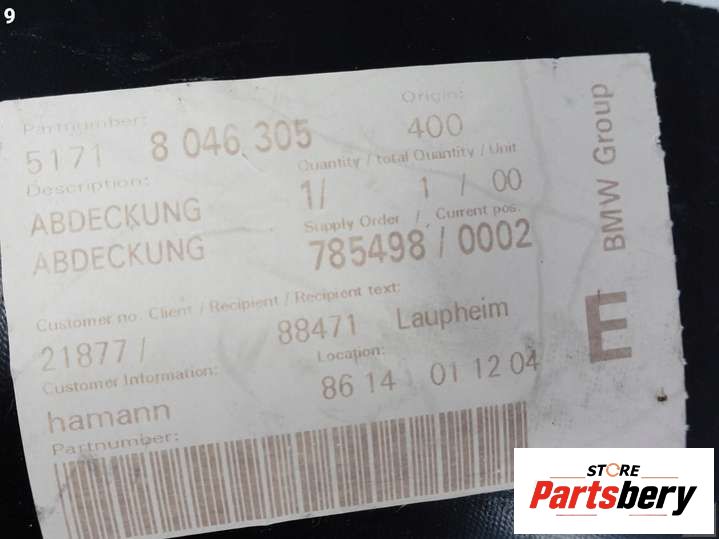 9
Partnumber: Origin:
5171 8 046 305 400
Description: Quantity / total Quantity / Unit
ABDECKUNG 1/ 1 / 00
ABDECKUNG Supply Order / Current pos.
785498 / 0002
Customer no. Client / Recipient / Recipient text:
21877 / 88471 Laupheim
Customer Information: Location:
hamann 86 14 01 12 04
Partnumber:
BMW Group
E
STORE
Partsbery